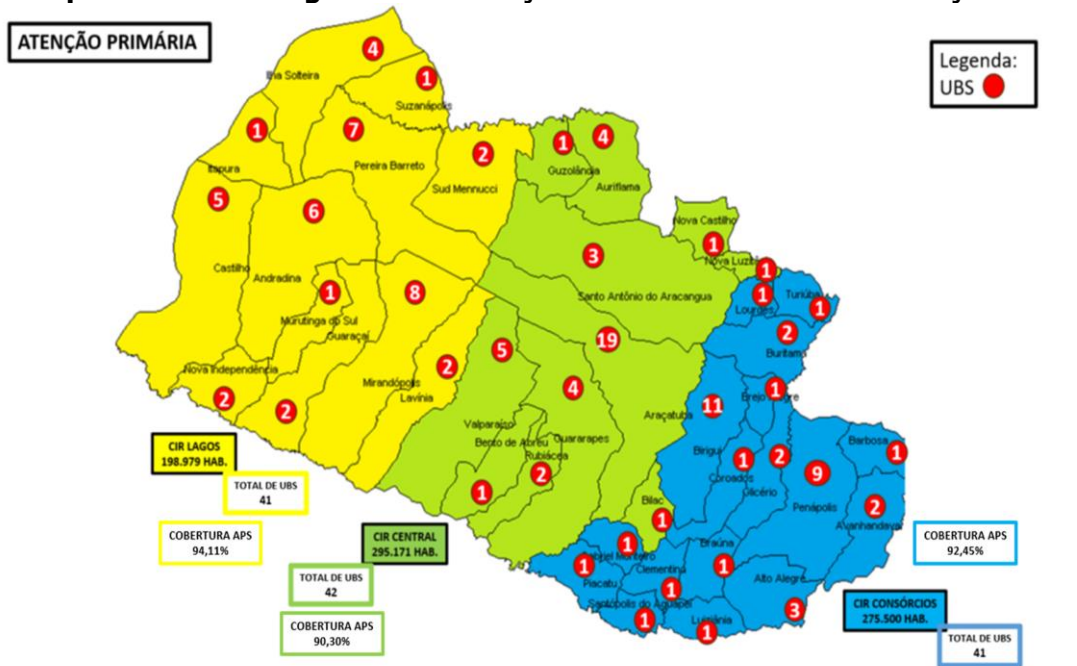 ATENÇÃO PRIMÁRIA
Legenda:
UBS
4
Ilha Solteira
1
Suzanápolis
1
7
Itapura
Pereira Barreto
2
Sud Mennucci
1
4
Guzolândia
Auriflama
5
6
Castilho
Andradina
1
8
Murutinga do Sul
Guaraçaí
Nova Independência
2
2
Mirandópolis
2
Lavínia
3
Santo Antônio do Aracangua
Nova Castilho
1
Nova Luzitânia
1
1
Lourdes
Turiúba
1
2
Buritama
5
19
4
Araçatuba
Valparaíso
Bento de Abreu
Guararapes
Rubiácea
2
1
Bilac
1
11
Brejo Alegre
1
Birigui
1
Coroados
2
Glicério
9
Penápolis
Barbosa
1
2
Avanhandava
1
Gabriel Monteiro
1
Piacatu
Clementina
1
Braúna
1
Alto Alegre
3
Santópolis do Aguapeí
1
Luiziânia
1
CIR LAGOS
198.979 HAB.
TOTAL DE UBS
41
COBERTURA APS
94,11%
CIR CENTRAL
295.171 HAB.
TOTAL DE UBS
42
COBERTURA APS
90,30%
COBERTURA APS
92,45%
CIR CONSÓRCIOS
275.500 HAB.
TOTAL DE UBS
41